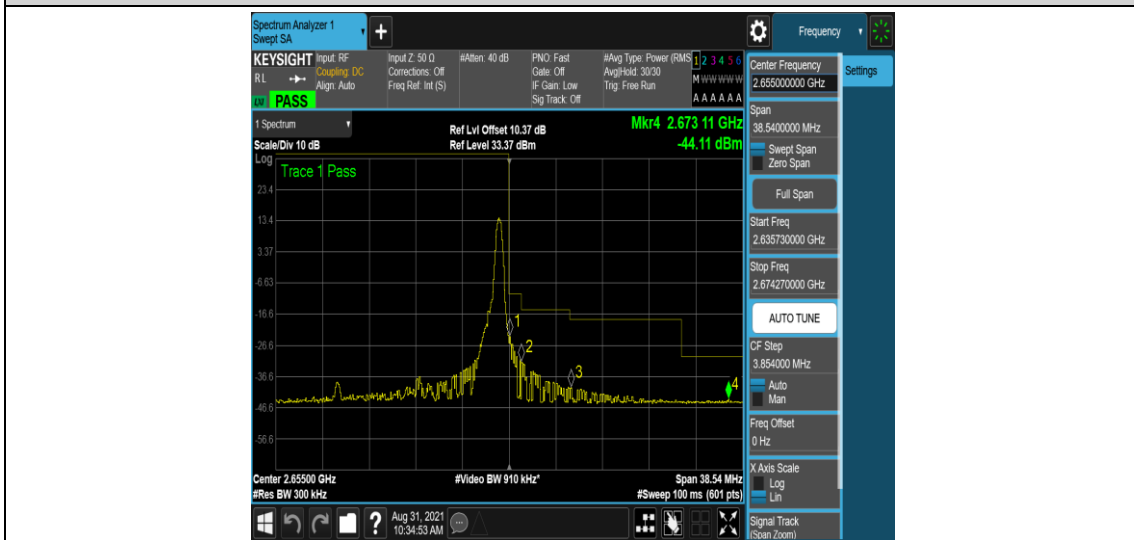 Spectrum Analyzer 1
Swept SA
+
Frequency
KEYSIGHT
RL
LXI
PASS
Input: RF
Coupling: DC
Align: Auto
Input Z: 50 Ω
Corrections: Off
Freq Ref: Int (S)
#Atten: 40 dB
PNO: Fast
Gate: Off
IF Gain: Low
Sig Track: Off
#Avg Type: Power (RMS
Avg|Hold: 30/30
Trig: Free Run
1 2 3 4 5 6
M W W W W W
A A A A A A
1 Spectrum
Scale/Div 10 dB
Ref Lvl Offset 10.37 dB
Ref Level 33.37 dBm
Mkr4 2.673 11 GHz
-44.11 dBm
Log
Trace 1 Pass
23.4
13.4
3.37
-6.63
-16.6
-26.6
-36.6
-46.6
-56.6
1
2
3
4
Center 2.65500 GHz
#Video BW 910 kHz*
Span 38.54 MHz
#Res BW 300 kHz
#Sweep 100 ms (601 pts)
?
Aug 31, 2021
10:34:53 AM
Center Frequency
2.655000000 GHz
Settings
Span
38.5400000 MHz
Swept Span
Zero Span
Full Span
Start Freq
2.635730000 GHz
Stop Freq
2.674270000 GHz
AUTO TUNE
CF Step
3.854000 MHz
Auto
Man
Freq Offset
0 Hz
X Axis Scale
Log
Lin
Signal Track
(Span Zoom)